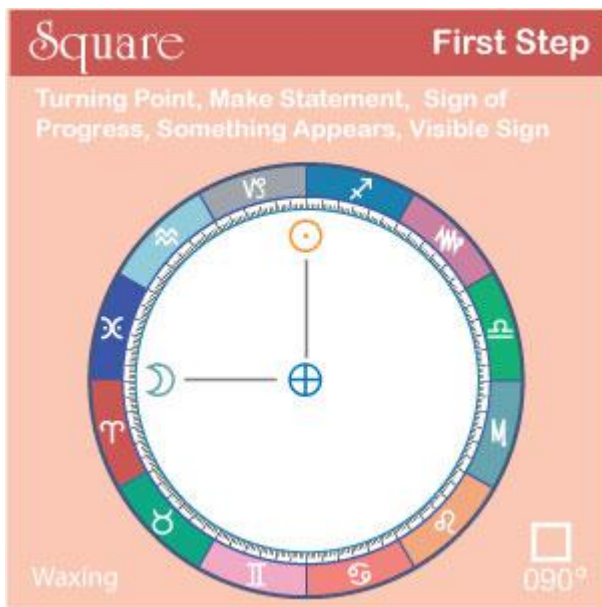 Square
First Step
Turning Point, Make Statement, Sign of
Progress, Something Appears, Visible Sign
Waxing
090°